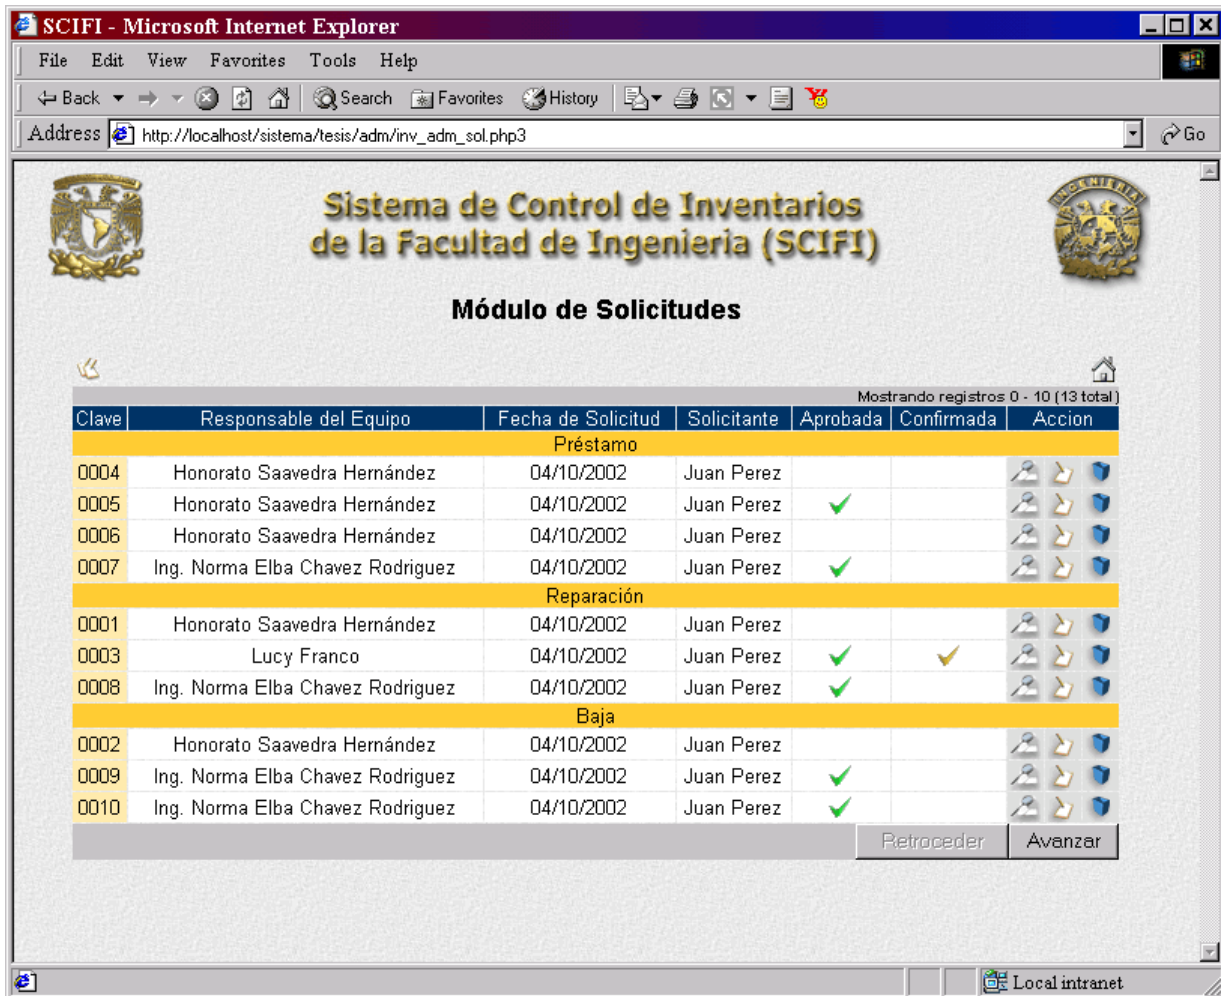 SCIFI - Microsoft Internet Explorer
File Edit View Favorites Tools Help
Back Search Favorites History
Address http://localhost/sistema/tesis/adm/inv_adm_sol.php3 Go
Sistema de Control de Inventarios
de la Facultad de Ingenieria (SCIFI)
INGENIERIA
Módulo de Solicitudes
Mostrando registros 0 - 10 (13 total)
Clave Responsable del Equipo Fecha de Solicitud Solicitante Aprobada Confirmada Accion
Préstamo
0004 Honorato Saavedra Hernández 04/10/2002 Juan Perez
0005 Honorato Saavedra Hernández 04/10/2002 Juan Perez
0006 Honorato Saavedra Hernández 04/10/2002 Juan Perez
0007 Ing. Norma Elba Chavez Rodriguez 04/10/2002 Juan Perez
Reparación
0001 Honorato Saavedra Hernández 04/10/2002 Juan Perez
0003 Lucy Franco 04/10/2002 Juan Perez
0008 Ing. Norma Elba Chavez Rodriguez 04/10/2002 Juan Perez
Baja
0002 Honorato Saavedra Hernández 04/10/2002 Juan Perez
0009 Ing. Norma Elba Chavez Rodriguez 04/10/2002 Juan Perez
0010 Ing. Norma Elba Chavez Rodriguez 04/10/2002 Juan Perez
Retroceder Avanzar
Local intranet